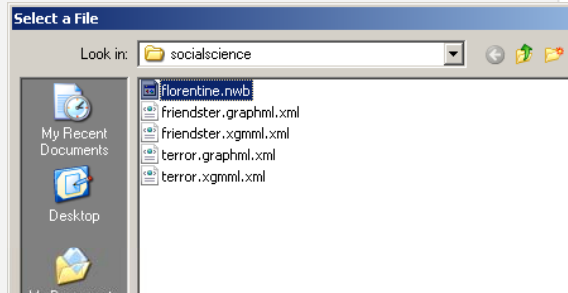 Select a File
Look in: socialscience
florentine.nwb
friendster.graphml.xml
friendster.xgmml.xml
terror.graphml.xml
terror.xgmml.xml
My Recent
Documents
Desktop